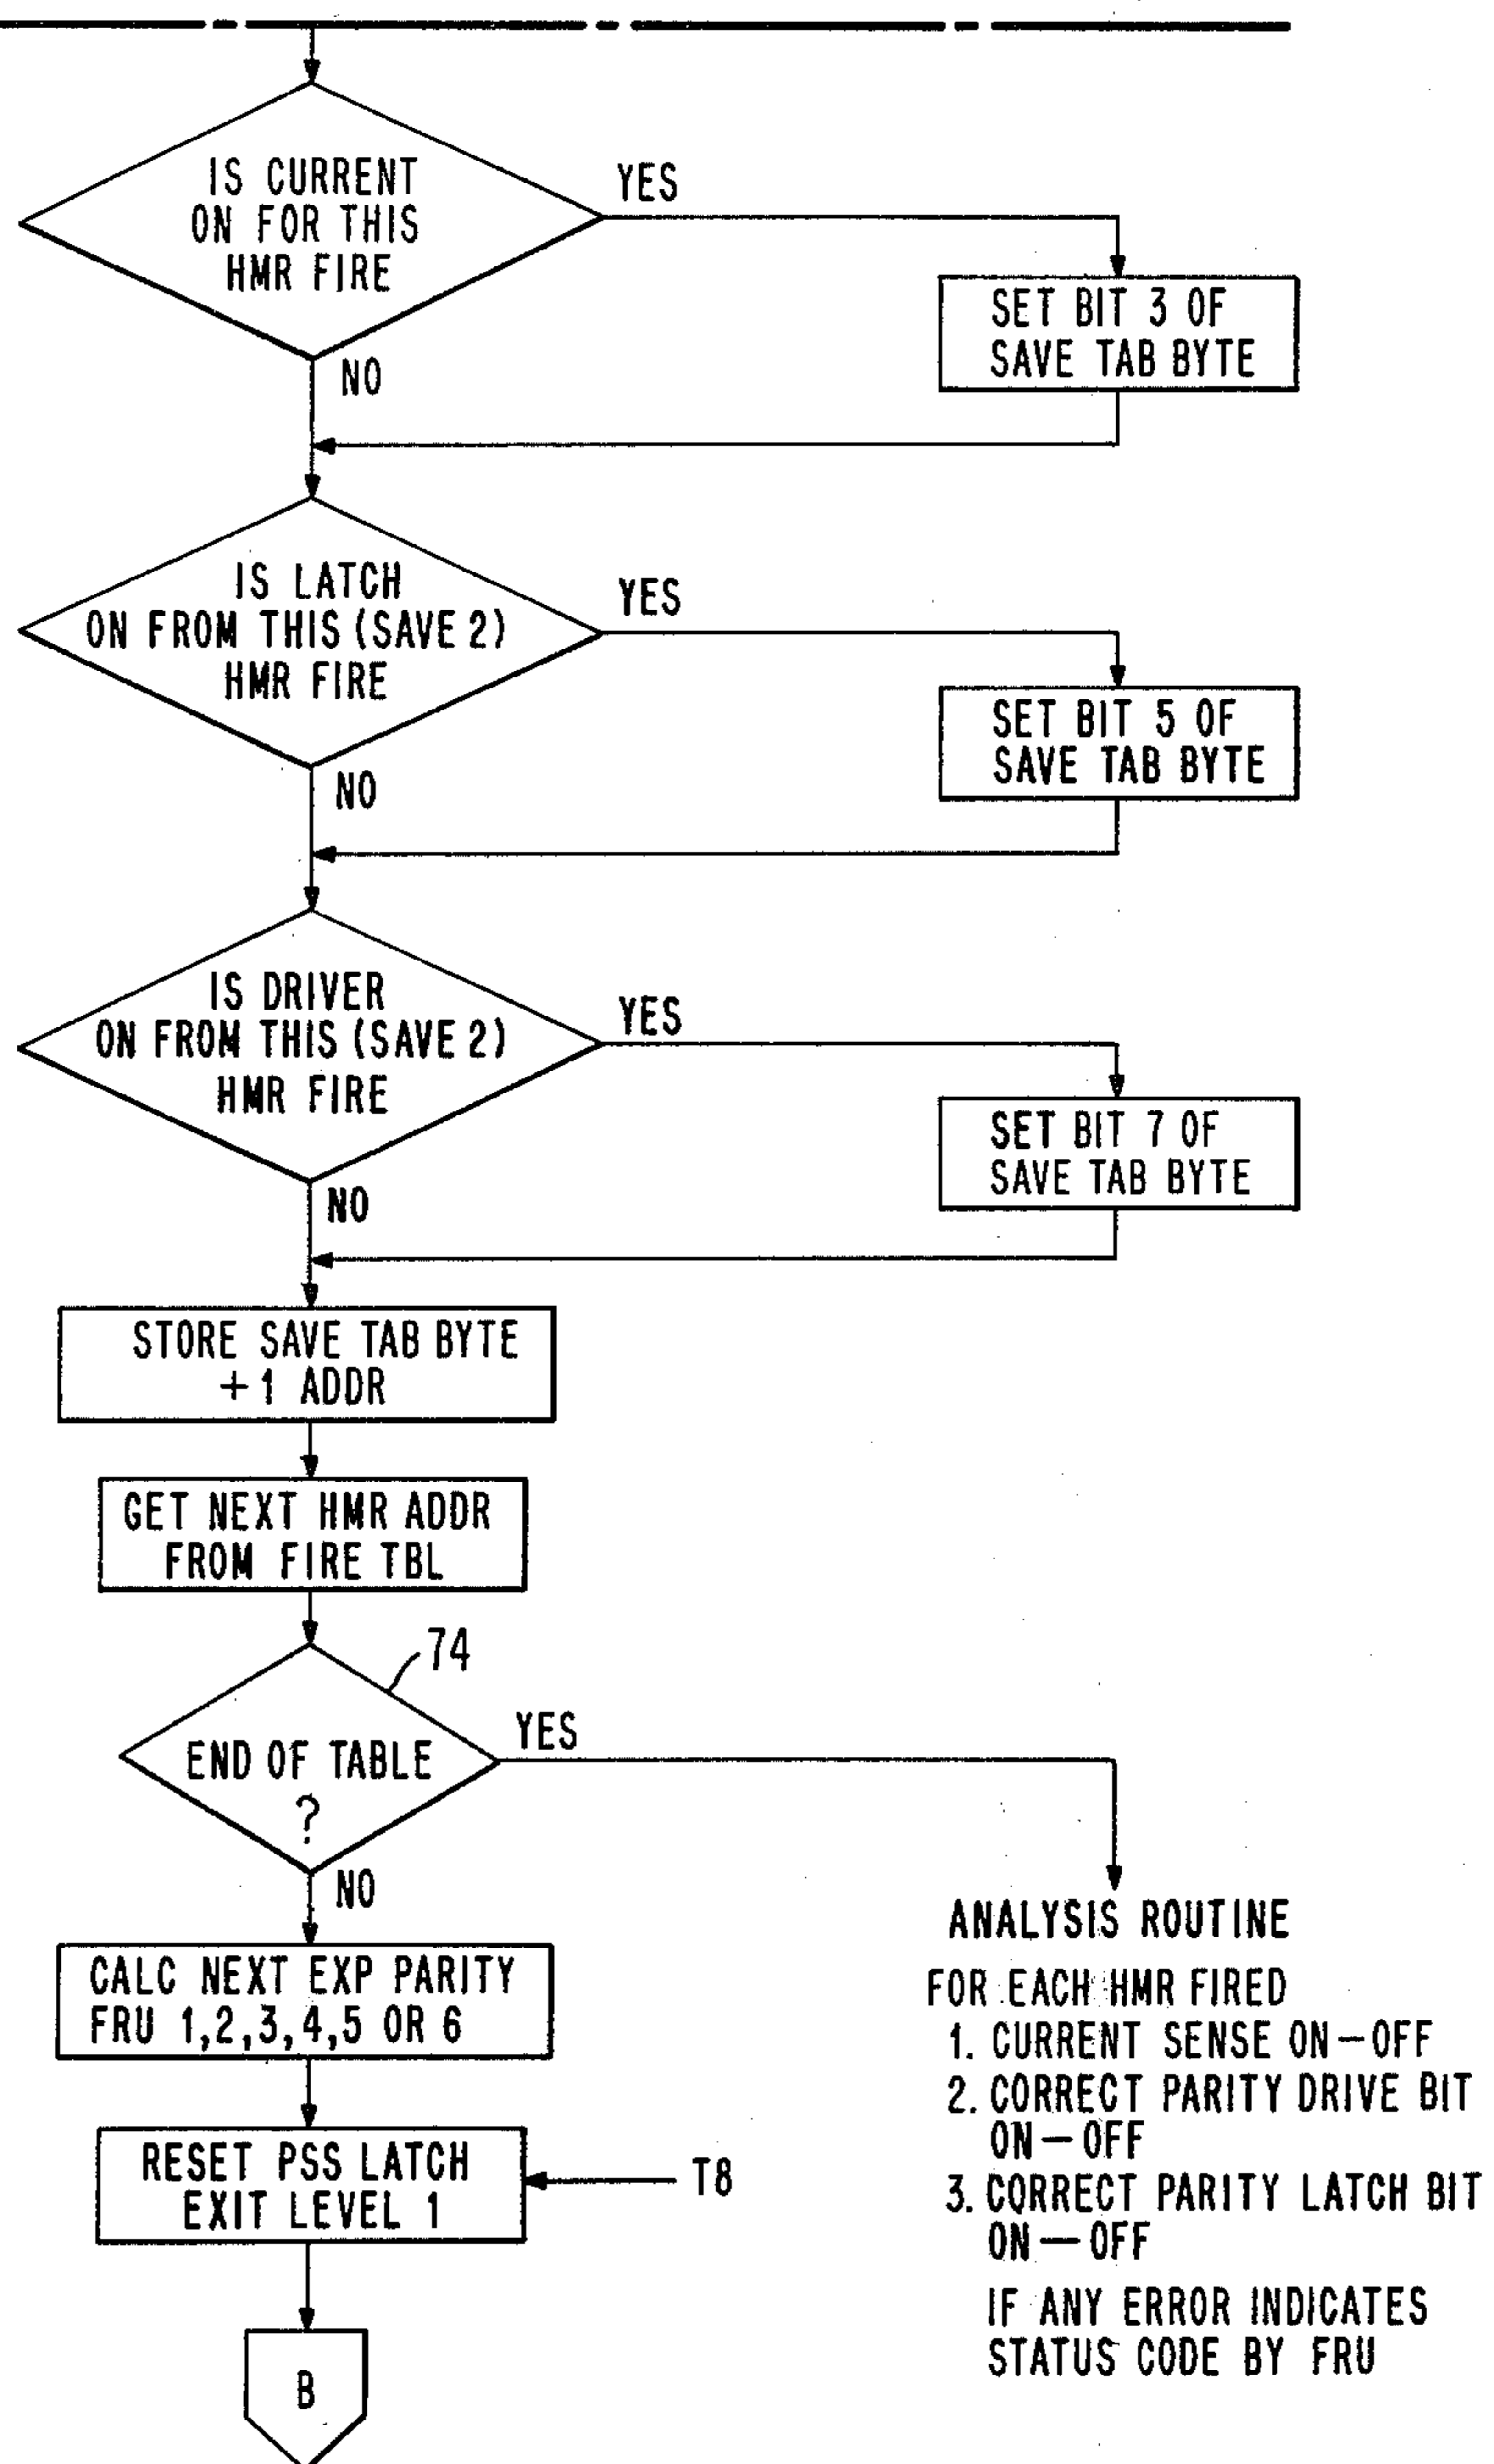 IS CURRENT
ON FOR THIS
HMR FIRE
YES
SET BIT 3 OF
SAVE TAB BYTE
NO
IS LATCH
ON FROM THIS (SAVE 2)
HMR FIRE
YES
SET BIT 5 OF
SAVE TAB BYTE
NO
IS DRIVER
ON FROM THIS (SAVE 2)
HMR FIRE
YES
SET BIT 7 OF
SAVE TAB BYTE
NO
STORE SAVE TAB BYTE
+1 ADDR
GET NEXT HMR ADDR
FROM FIRE TBL
74
END OF TABLE
?
YES
NO
CALC NEXT EXP PARITY
FRU 1,2,3,4,5 OR 6
RESET PSS LATCH
EXIT LEVEL 1
T8
B
ANALYSIS ROUTINE
FOR EACH HMR FIRED
1. CURRENT SENSE ON—OFF
2. CORRECT PARITY DRIVE BIT
ON—OFF
3. CORRECT PARITY LATCH BIT
ON—OFF
IF ANY ERROR INDICATES
STATUS CODE BY FRU